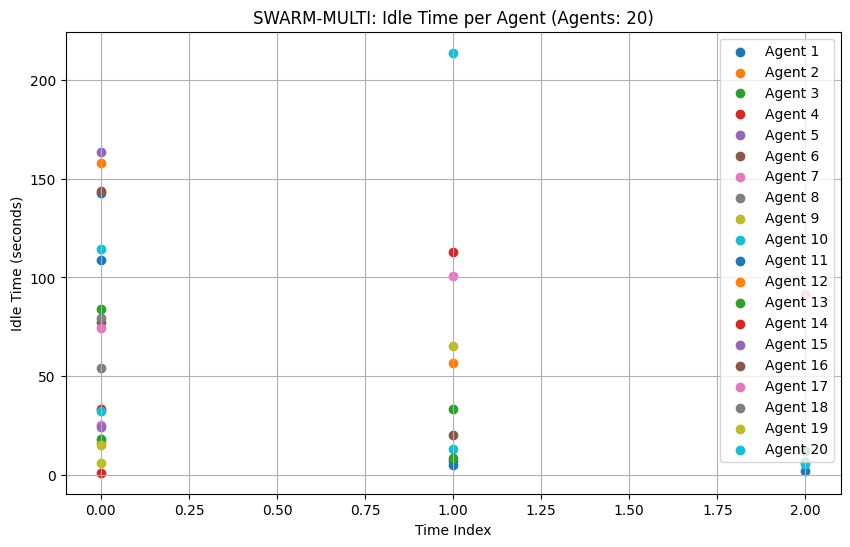 SWARM-MULTI: Idle Time per Agent (Agents: 20)
Idle Time (seconds)
200
150
100
50
0
0.00 0.25 0.50 0.75 1.00 1.25 1.50 1.75 2.00
Time Index
Agent 1
Agent 2
Agent 3
Agent 4
Agent 5
Agent 6
Agent 7
Agent 8
Agent 9
Agent 10
Agent 11
Agent 12
Agent 13
Agent 14
Agent 15
Agent 16
Agent 17
Agent 18
Agent 19
Agent 20